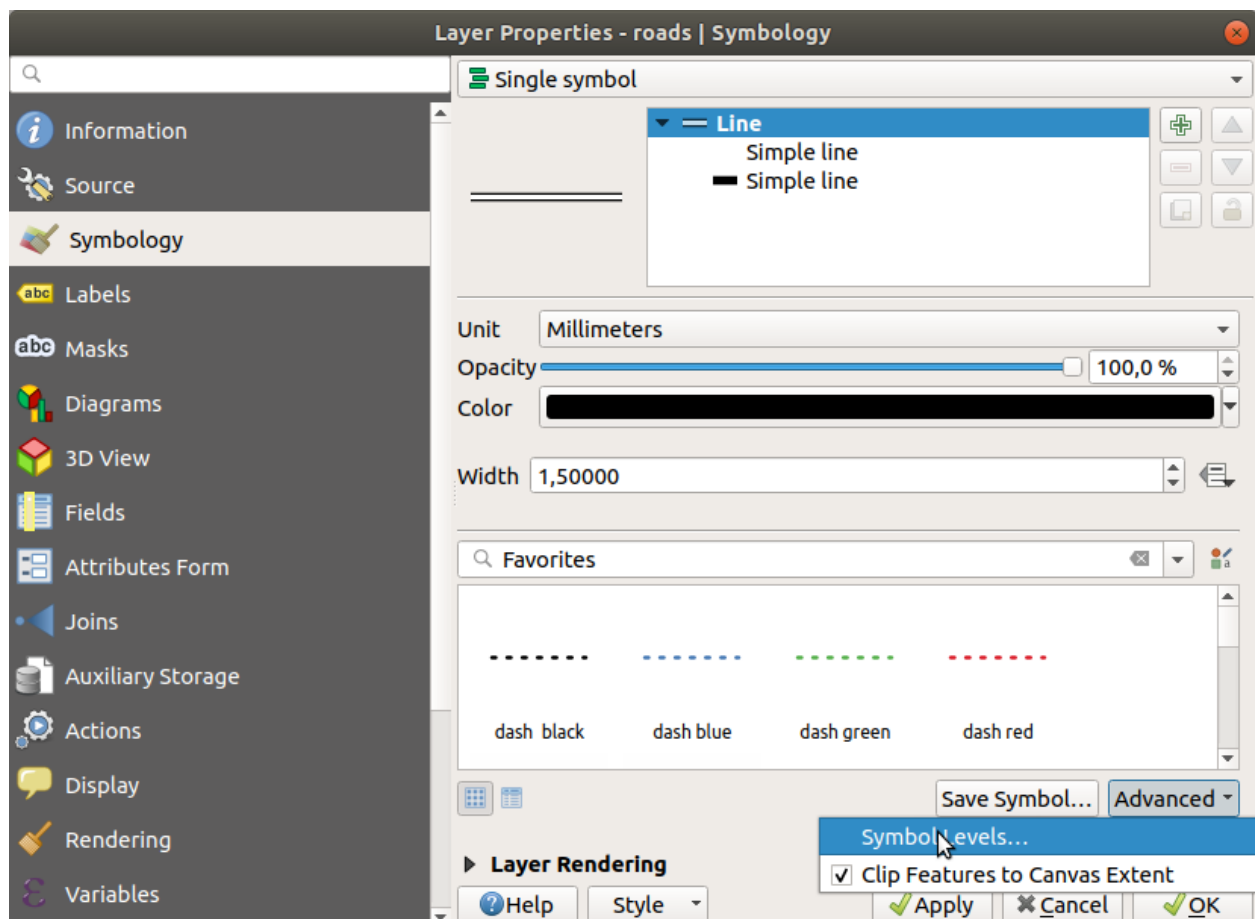 Layer Properties - roads | Symbology
Information
Source
Symbology
Labels
Masks
Diagrams
3D View
Fields
Attributes Form
Joins
Auxiliary Storage
Actions
Display
Rendering
Variables
Single symbol
Line
Simple line
Simple line
Unit Millimeters
Opacity 100,0 %
Color
Width 1,50000
Favorites
dash black dash blue dash green dash red
Save Symbol... Advanced
Symbol Levels...
Clip Features to Canvas Extent
Layer Rendering
Help Style Apply Cancel OK